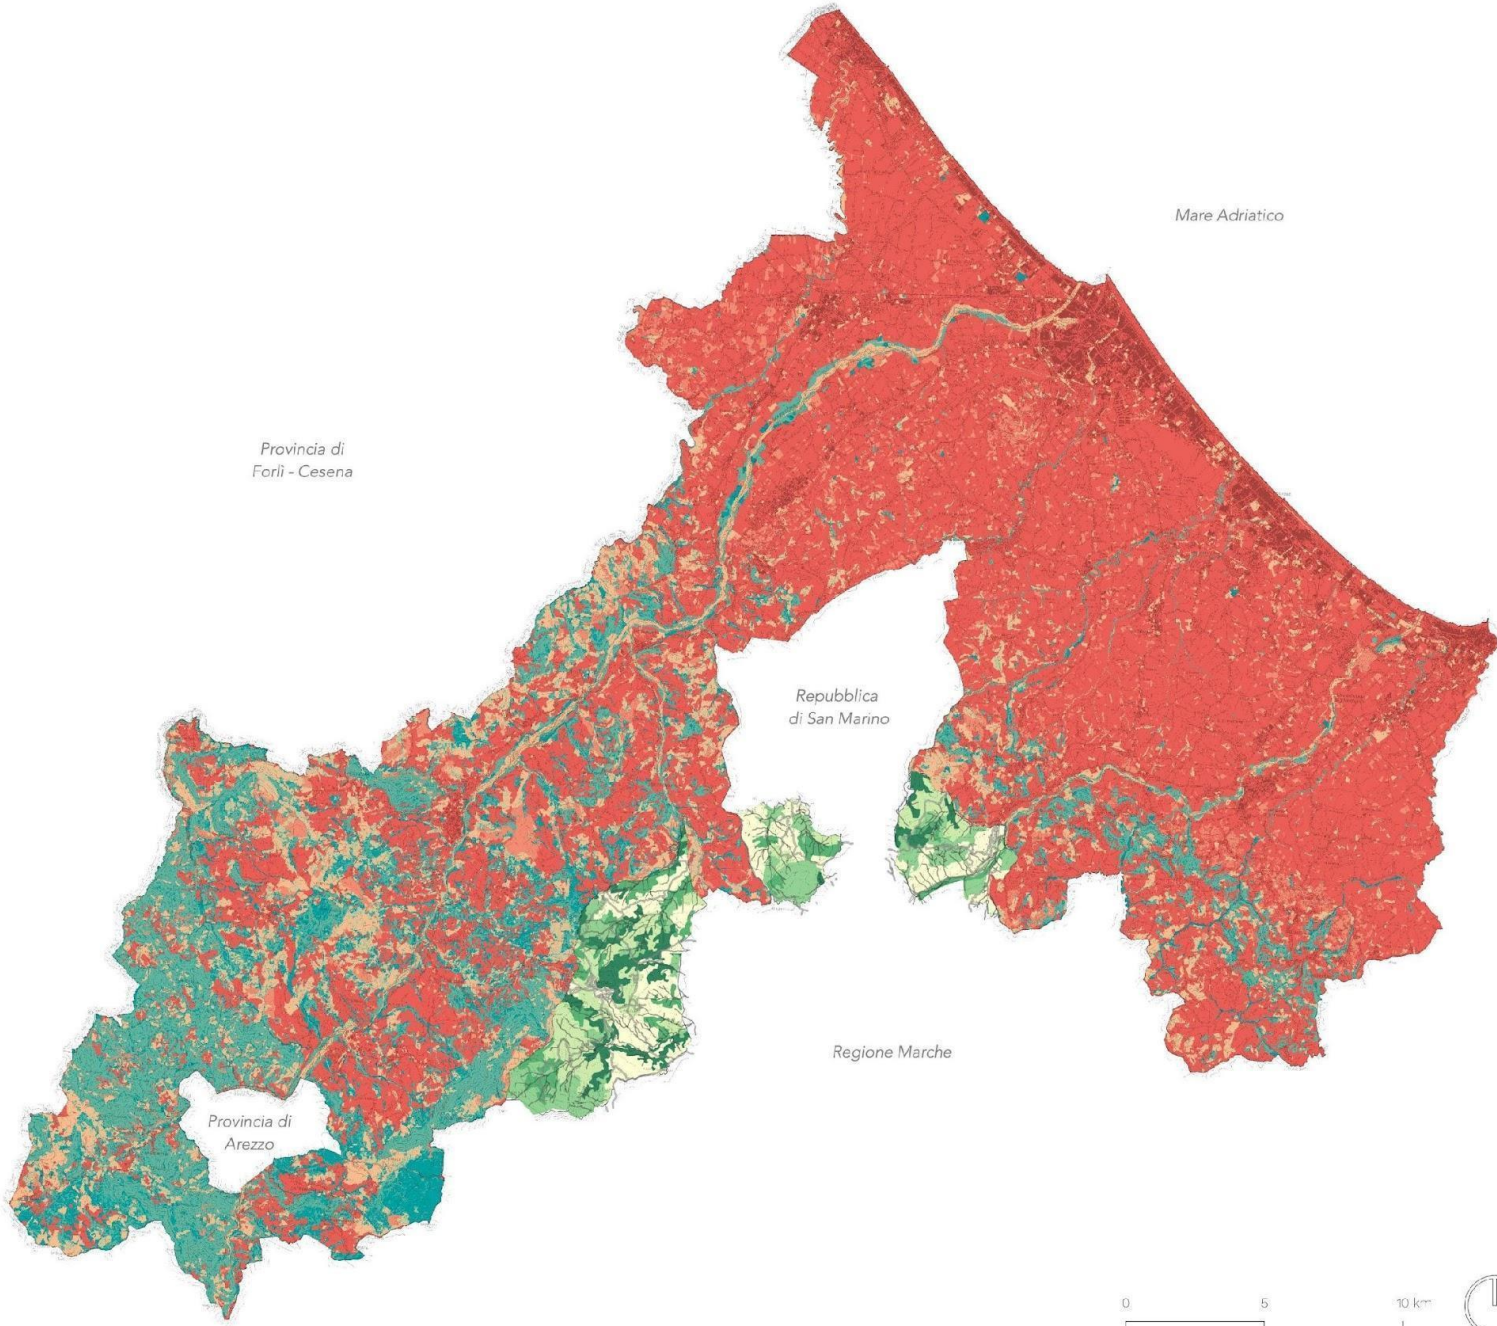 Mare Adriatico
Provincia di
Forlì - Cesena
Repubblica
di San Marino
Regione Marche
Provincia di
Arezzo
0 5 10 km